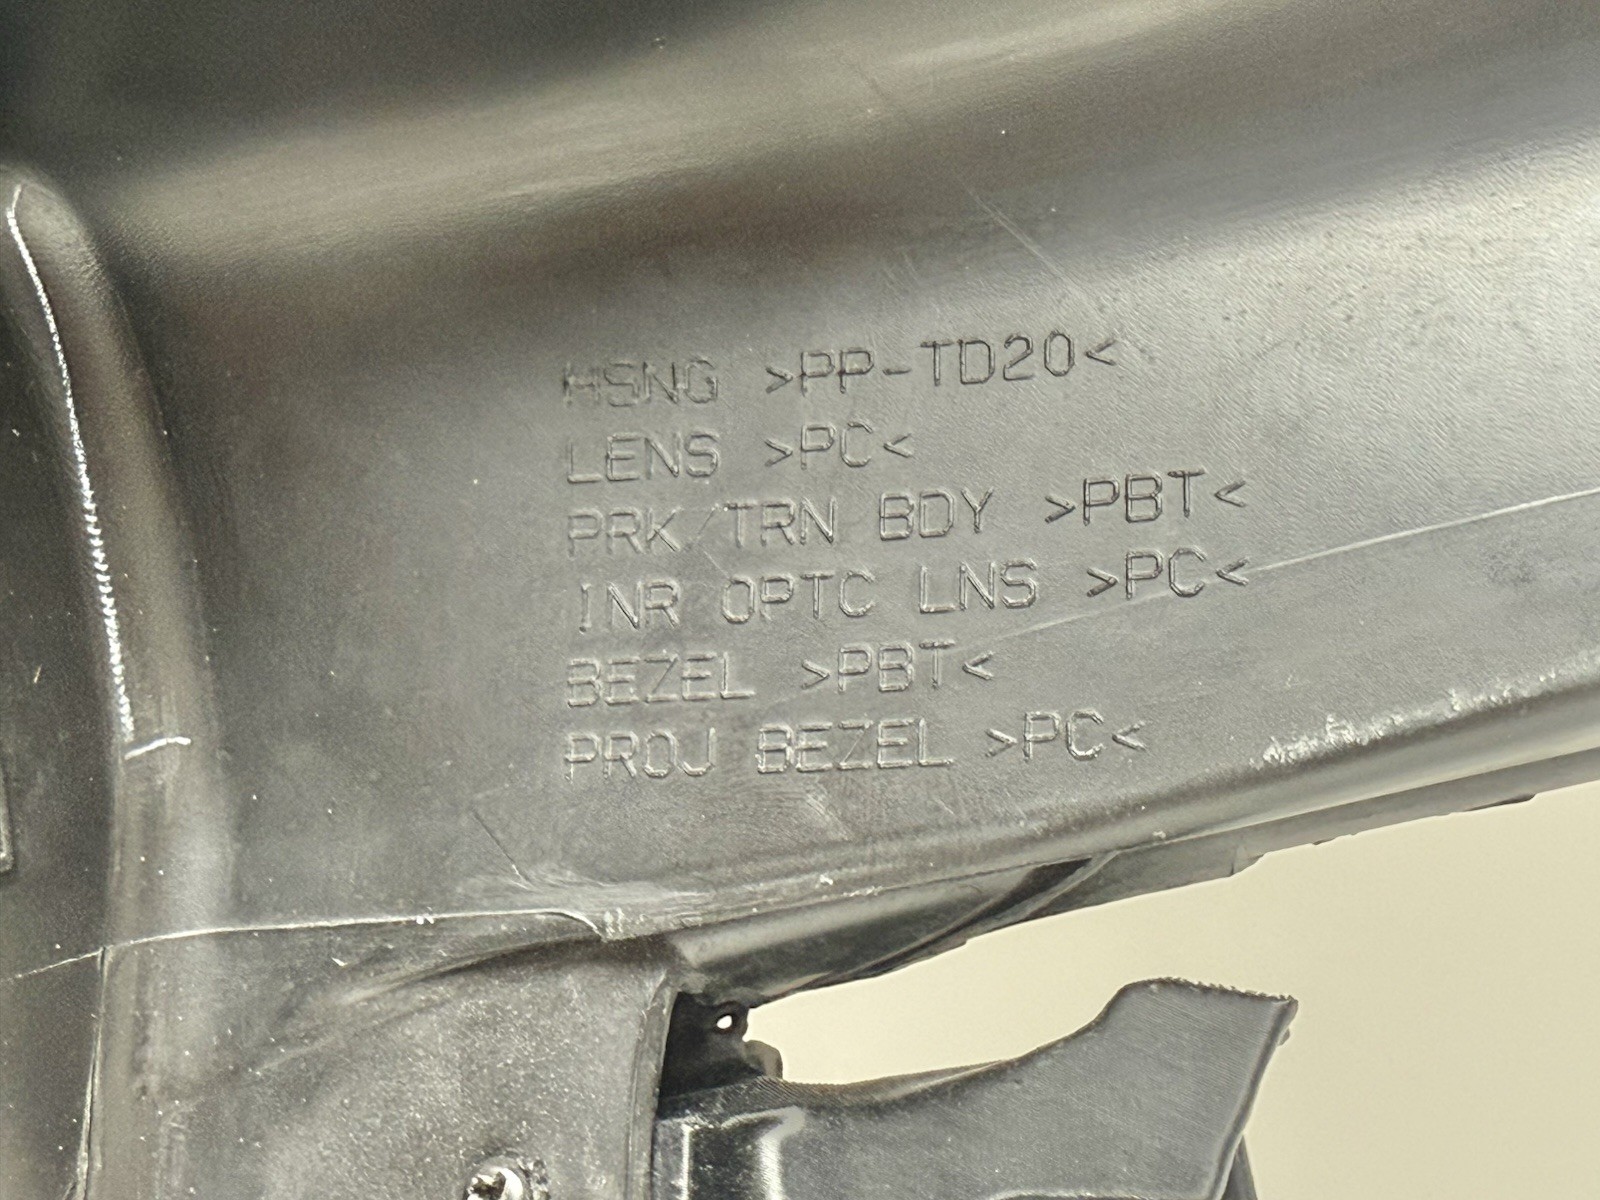 HSNG >PP-TD20<
LENS >PC<
PRK/TRN BDY >PBT<
INR OPTC LNS >PC<
BEZEL >PBT<
PROJ BEZEL >PC<